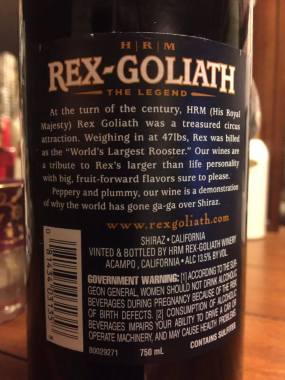 H|R|M
REX-GOLIATH
THE LEGEND
At the turn of the century, HRM (His Royal
Majesty) Rex Goliath was a treasured circus
attraction. Weighing in at 47lbs, Rex was billed
as the “World's Largest Rooster.” Our wines are
a tribute to Rex's larger than life personality
with big, fruit-forward flavors sure to please.
Peppery and plummy, our wine is a demonstration
of why the world has gone ga-ga over Shiraz.
www.rexgoliath.com
SHIRAZ • CALIFORNIA
VINTED & BOTTLED BY HRM REX-GOLIATH WINERY
ACAMPO, CALIFORNIA • ALC 13.5% BY VOL
GOVERNMENT WARNING: [1] ACCORDING TO THE SUR-
GEON GENERAL, WOMEN SHOULD NOT DRINK ALCOHOLIC
BEVERAGES DURING PREGNANCY BECAUSE OF THE RISK
OF BIRTH DEFECTS. [2] CONSUMPTION OF ALCOHOLIC
BEVERAGES IMPAIRS YOUR ABILITY TO DRIVE A CAR OR
OPERATE MACHINERY, AND MAY CAUSE HEALTH PROBLEMS.
CONTAINS SULFITES
80029271
750 mL